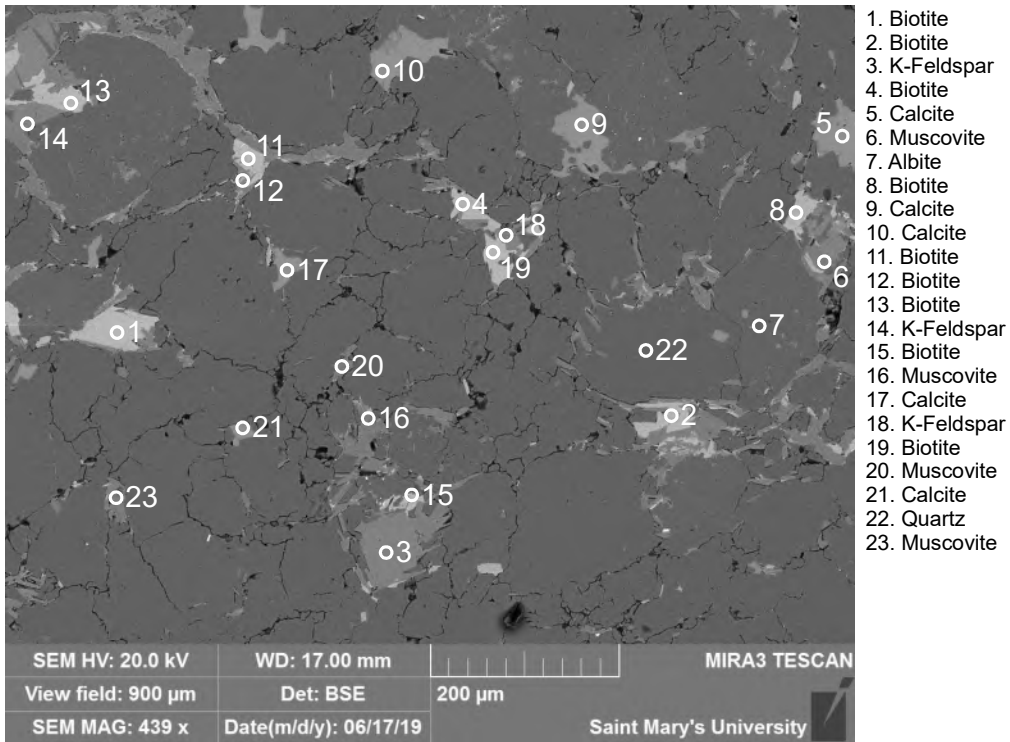 10
13
9
5
14
11
12
4
8
18
19
6
17
1
7
22
20
16
2
21
15
23
3
1. Biotite
2. Biotite
3. K-Feldspar
4. Biotite
5. Calcite
6. Muscovite
7. Albite
8. Biotite
9. Calcite
10. Calcite
11. Biotite
12. Biotite
13. Biotite
14. K-Feldspar
15. Biotite
16. Muscovite
17. Calcite
18. K-Feldspar
19. Biotite
20. Muscovite
21. Calcite
22. Quartz
23. Muscovite
SEM HV: 20.0 kV WD: 17.00 mm MIRA3 TESCAN
View field: 900 µm Det: BSE 200 µm
SEM MAG: 439 x Date(m/d/y): 06/17/19 Saint Mary's University